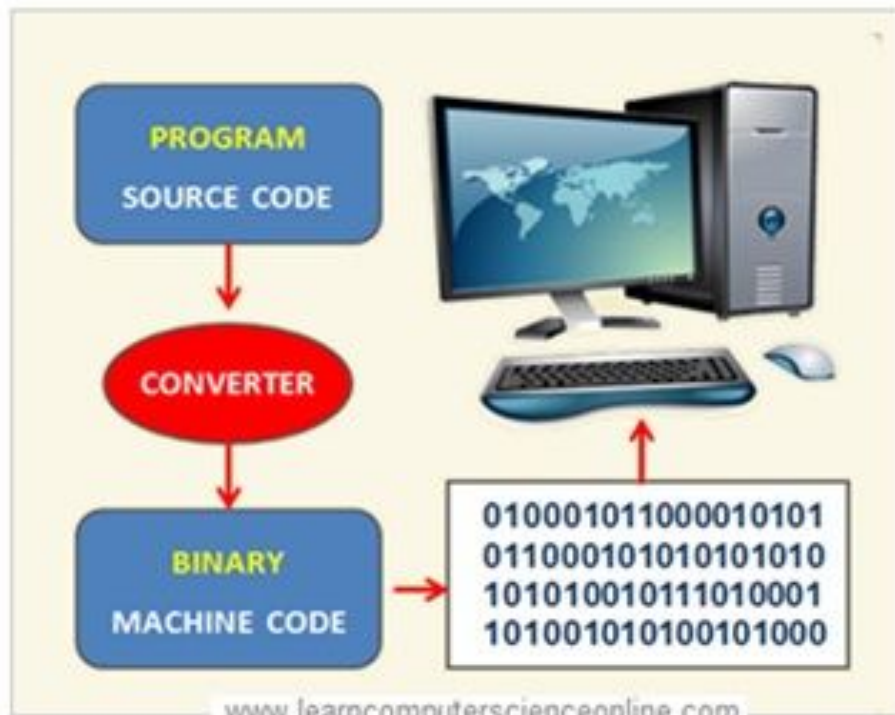 PROGRAM
SOURCE CODE
CONVERTER
BINARY
MACHINE CODE
010001011000010101
011000101010101010
101010010111010001
101001010100101000
www.learncomputerscienceonline.com